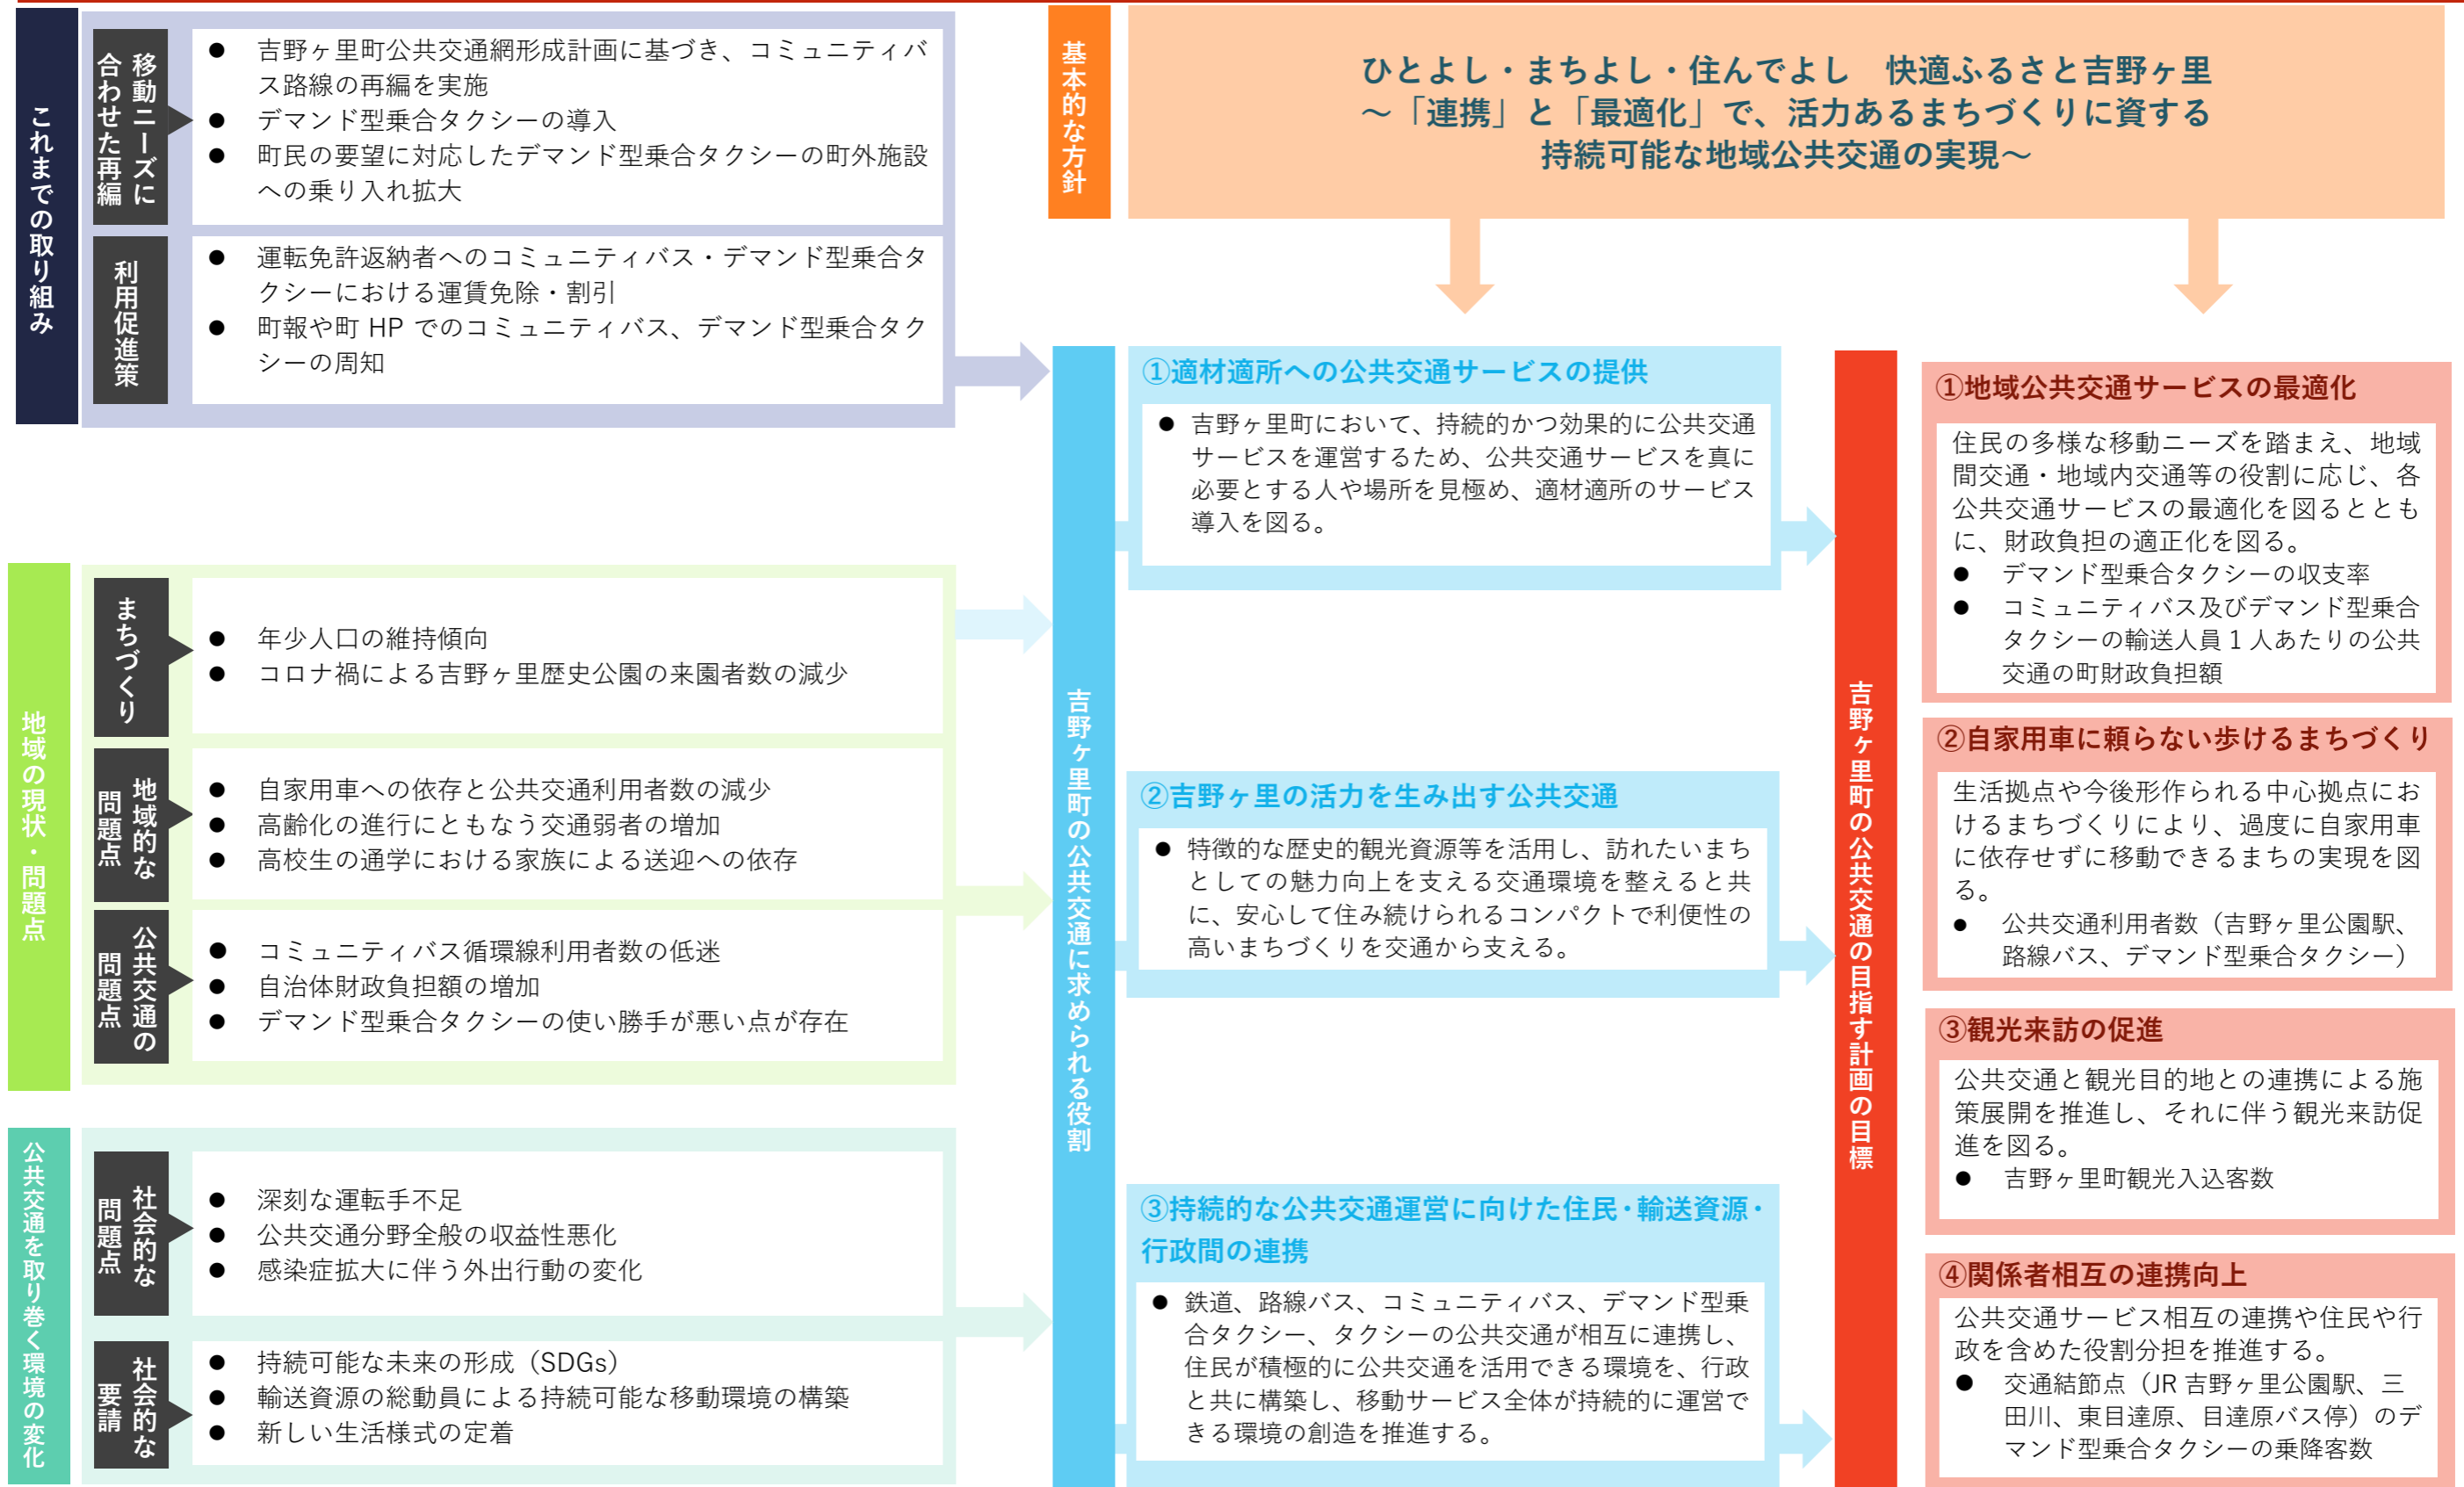 これまでの取り組み
移動ニーズに
合わせた再編
● 吉野ヶ里町公共交通網形成計画に基づき、コミュニティバ
ス路線の再編を実施
● デマンド型乗合タクシーの導入
● 町民の要望に対応したデマンド型乗合タクシーの町外施設
への乗り入れ拡大
利用促進策
● 運転免許返納者へのコミュニティバス・デマンド型乗合タ
クシーにおける運賃免除・割引
● 町報や町 HP でのコミュニティバス、デマンド型乗合タク
シーの周知
地域の現状・問題点
まちづくり
● 年少人口の維持傾向
● コロナ禍による吉野ヶ里歴史公園の来園者数の減少
地域的な
問題点
● 自家用車への依存と公共交通利用者数の減少
● 高齢化の進行にともなう交通弱者の増加
● 高校生の通学における家族による送迎への依存
公共交通の
問題点
● コミュニティバス循環線利用者数の低迷
● 自治体財政負担額の増加
● デマンド型乗合タクシーの使い勝手が悪い点が存在
公共交通を取り巻く環境の変化
社会的な
問題点
● 深刻な運転手不足
● 公共交通分野全般の収益性悪化
● 感染症拡大に伴う外出行動の変化
社会的な
要請
● 持続可能な未来の形成（SDGs）
● 輸送資源の総動員による持続可能な移動環境の構築
● 新しい生活様式の定着
基本的な方針
ひとよし・まちよし・住んでよし　快適ふるさと吉野ヶ里
～「連携」と「最適化」で、活力あるまちづくりに資する
持続可能な地域公共交通の実現～
吉野ヶ里町の公共交通に求められる役割
①適材適所への公共交通サービスの提供
● 吉野ヶ里町において、持続的かつ効果的に公共交通
サービスを運営するため、公共交通サービスを真に
必要とする人や場所を見極め、適材適所のサービス
導入を図る。
②吉野ヶ里の活力を生み出す公共交通
● 特徴的な歴史的観光資源等を活用し、訪れたいまち
としての魅力向上を支える交通環境を整えると共
に、安心して住み続けられるコンパクトで利便性の
高いまちづくりを交通から支える。
③持続的な公共交通運営に向けた住民・輸送資源・
行政間の連携
● 鉄道、路線バス、コミュニティバス、デマンド型乗
合タクシー、タクシーの公共交通が相互に連携し、
住民が積極的に公共交通を活用できる環境を、行政
と共に構築し、移動サービス全体が持続的に運営で
きる環境の創造を推進する。
吉野ヶ里町の公共交通の目指す計画の目標
①地域公共交通サービスの最適化
住民の多様な移動ニーズを踏まえ、地域
間交通・地域内交通等の役割に応じ、各
公共交通サービスの最適化を図るととも
に、財政負担の適正化を図る。
● デマンド型乗合タクシーの収支率
● コミュニティバス及びデマンド型乗合
タクシーの輸送人員 1 人あたりの公共
交通の町財政負担額
②自家用車に頼らない歩けるまちづくり
生活拠点や今後形作られる中心拠点にお
けるまちづくりにより、過度に自家用車
に依存せずに移動できるまちの実現を図
る。
● 公共交通利用者数（吉野ヶ里公園駅、
路線バス、デマンド型乗合タクシー）
③観光来訪の促進
公共交通と観光目的地との連携による施
策展開を推進し、それに伴う観光来訪促
進を図る。
● 吉野ヶ里町観光入込客数
④関係者相互の連携向上
公共交通サービス相互の連携や住民や行
政を含めた役割分担を推進する。
● 交通結節点（JR 吉野ヶ里公園駅、三
田川、東目達原、目達原バス停）のデ
マンド型乗合タクシーの乗降客数